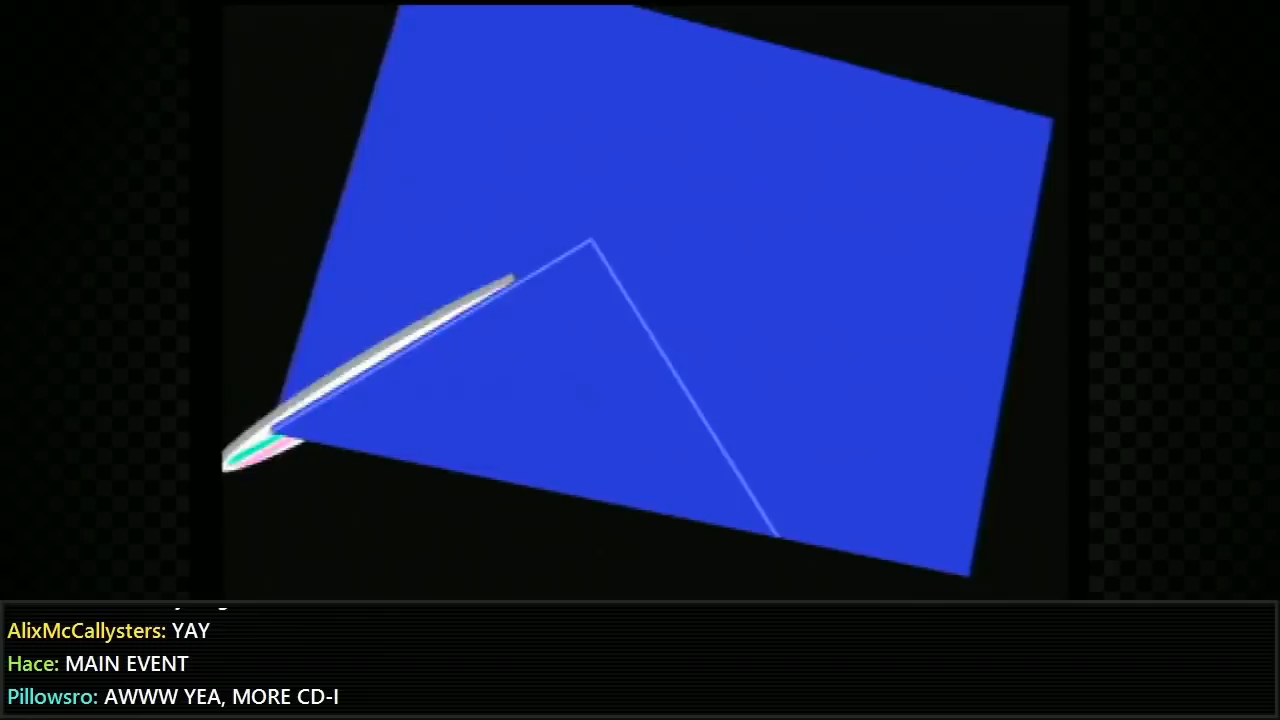 AlixMcCallysters: YAY
Hace: MAIN EVENT
Pillowsro: AWWW YEA, MORE CD-I